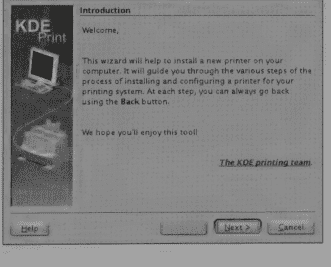 Introduction
KDE
Print
Welcome,
This wizard will help to install a new printer on your
computer. It will guide you through the various steps of the
process of installing and configuring a printer for your
printing system. At each step, you can always go back
using the Back button.
We hope you'll enjoy this tool!
The KDE printing team.
Help
Next >
Cancel